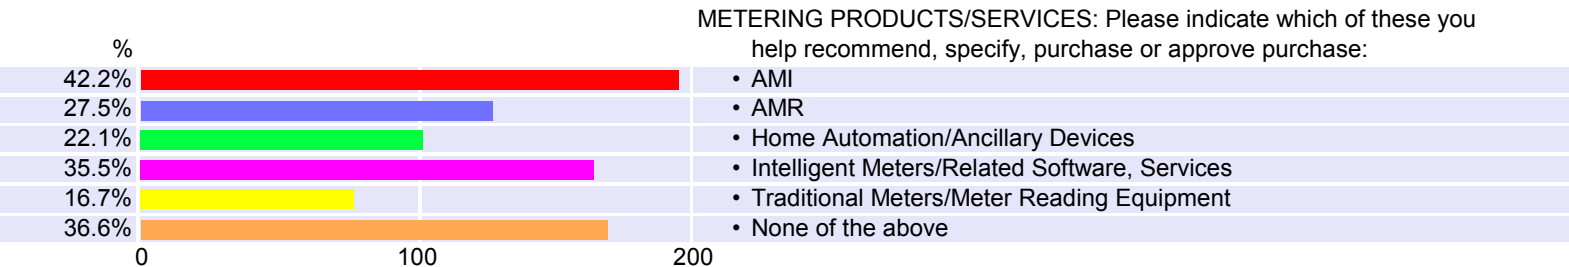 METERING PRODUCTS/SERVICES: Please indicate which of these you
% help recommend, specify, purchase or approve purchase:
42.2% • AMI
27.5% • AMR
22.1% • Home Automation/Ancillary Devices
35.5% • Intelligent Meters/Related Software, Services
16.7% • Traditional Meters/Meter Reading Equipment
36.6% • None of the above
0 100 200